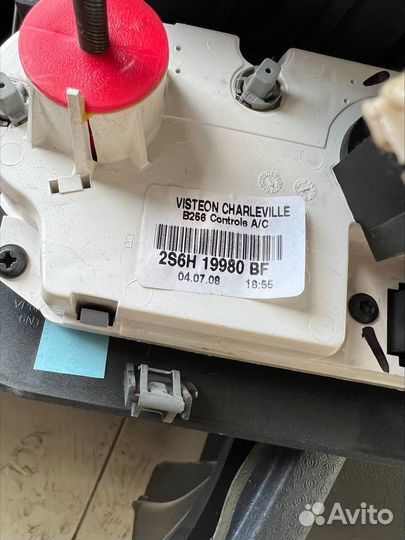 VISTEON CHARLEVILLE
B256 Controls A/C
2S6H 19980 BF
04.07.08 18:55
B
Avito